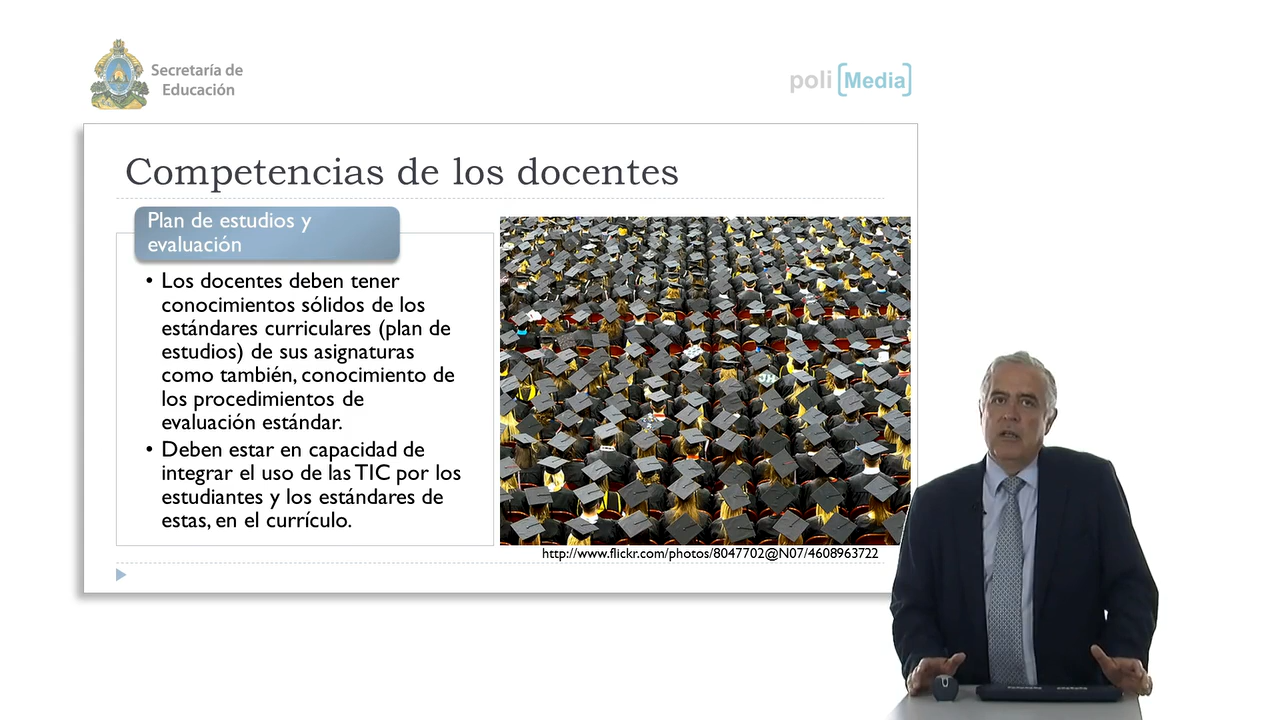 Secretaría de
Educación
poli [Media]
Competencias de los docentes
Plan de estudios y
evaluación
• Los docentes deben tener
conocimientos sólidos de los
estándares curriculares (plan de
estudios) de sus asignaturas
como también, conocimiento de
los procedimientos de
evaluación estándar.
• Deben estar en capacidad de
integrar el uso de las TIC por los
estudiantes y los estándares de
estas, en el currículo.
http://www.flickr.com/photos/8047702@N07/4608963722